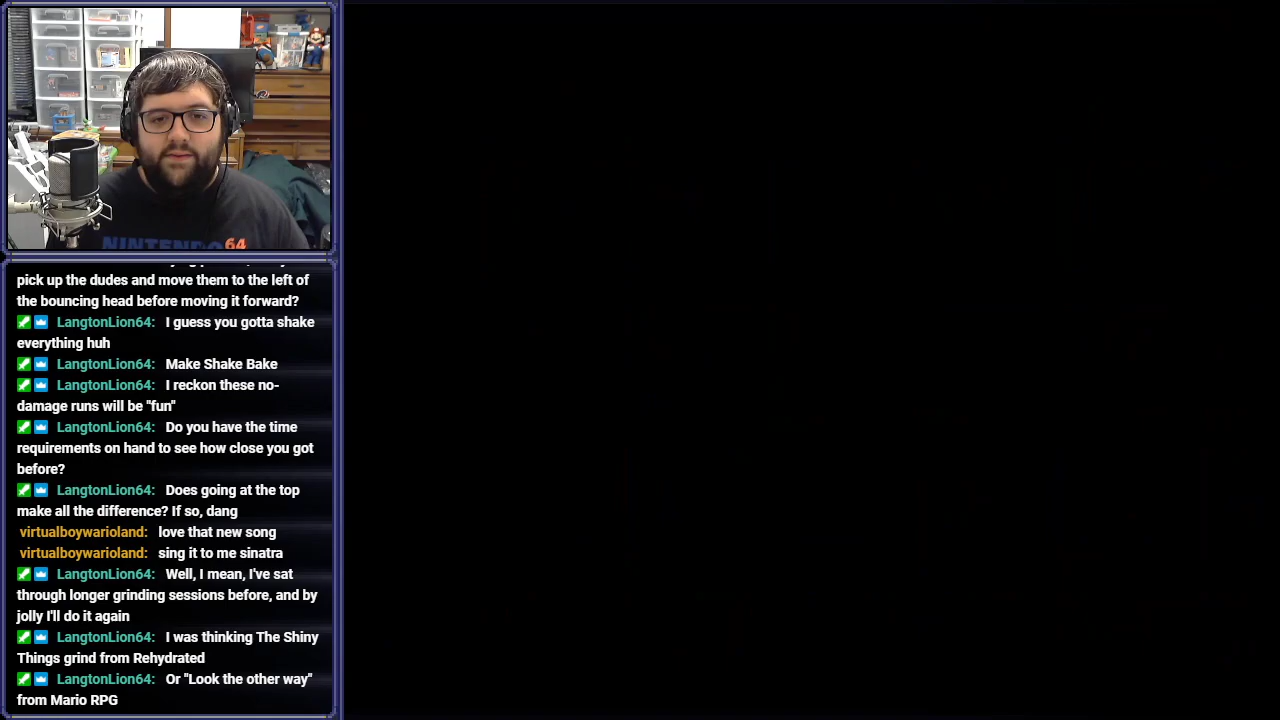 NINTENDO 64
pick up the dudes and move them to the left of
the bouncing head before moving it forward?
LangtonLion64: I guess you gotta shake
everything huh
LangtonLion64: Make Shake Bake
LangtonLion64: I reckon these no-
damage runs will be "fun"
LangtonLion64: Do you have the time
requirements on hand to see how close you got
before?
LangtonLion64: Does going at the top
make all the difference? If so, dang
virtualboywarioland: love that new song
virtualboywarioland: sing it to me sinatra
LangtonLion64: Well, I mean, I've sat
through longer grinding sessions before, and by
jolly I'll do it again
LangtonLion64: I was thinking The Shiny
Things grind from Rehydrated
LangtonLion64: Or "Look the other way"
from Mario RPG